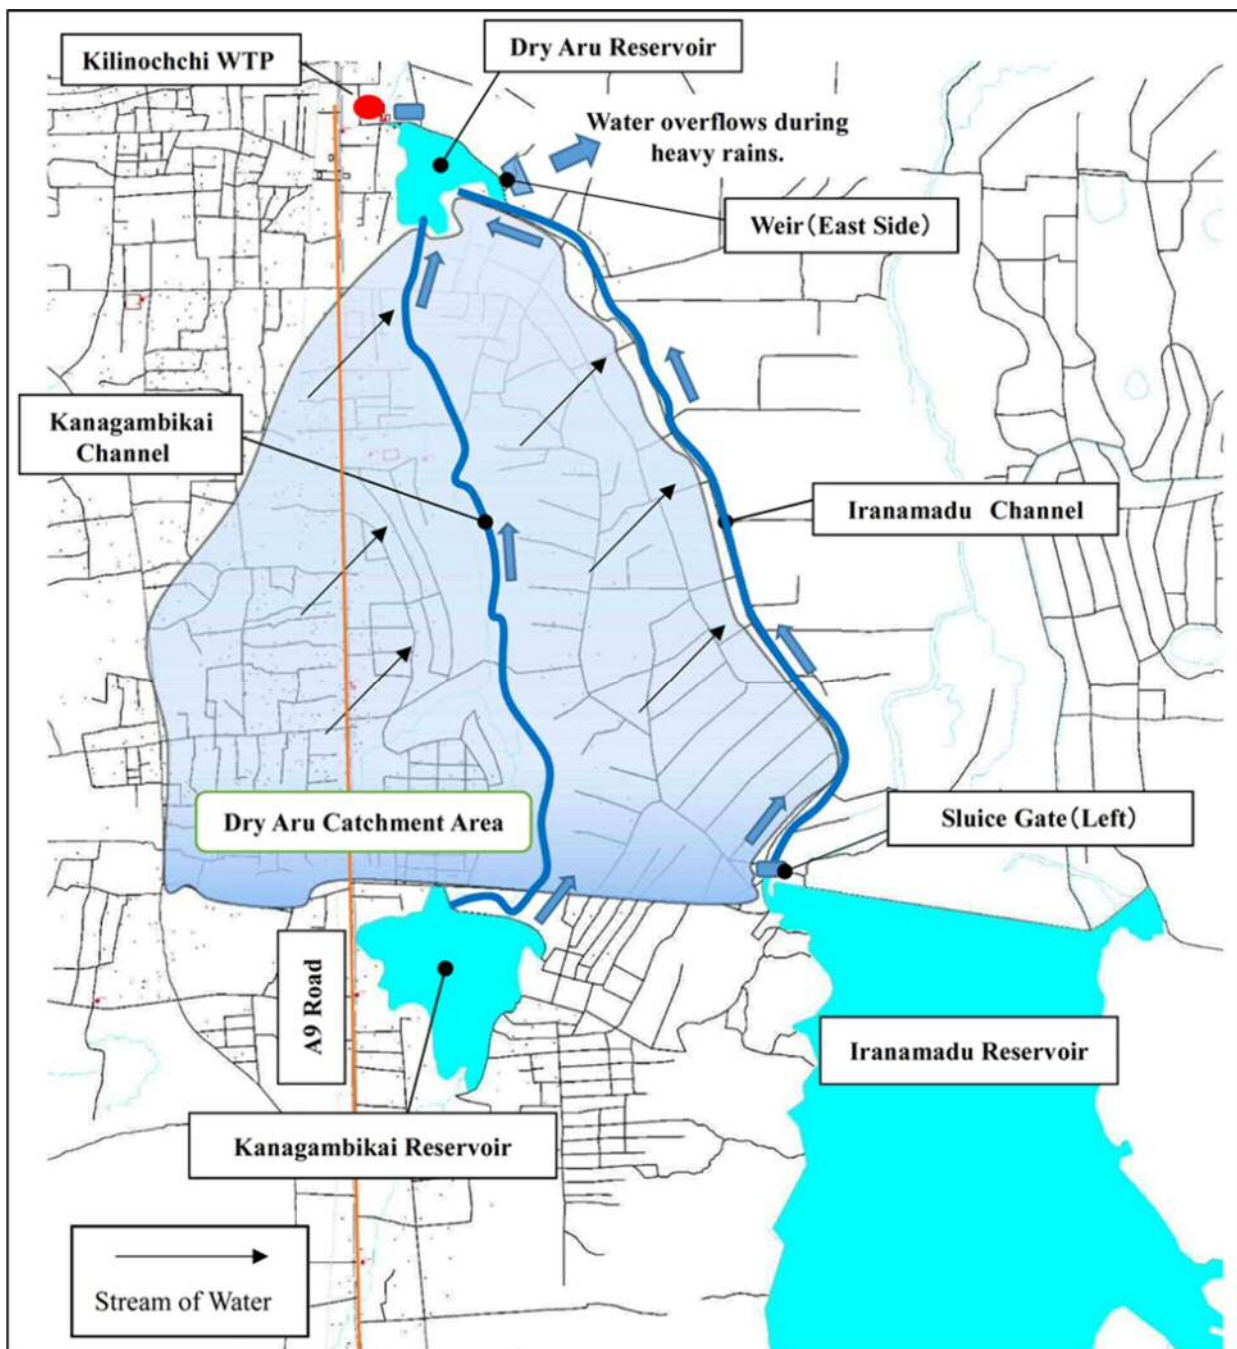 Dry Aru Reservoir
Kilinochchi WTP
Water overflows during
heavy rains.
Weir(East Side)
Kanagambikai
Channel
Iranamadu Channel
Sluice Gate(Left)
Dry Aru Catchment Area
A9 Road
Iranamadu Reservoir
Kanagambikai Reservoir
Stream of Water